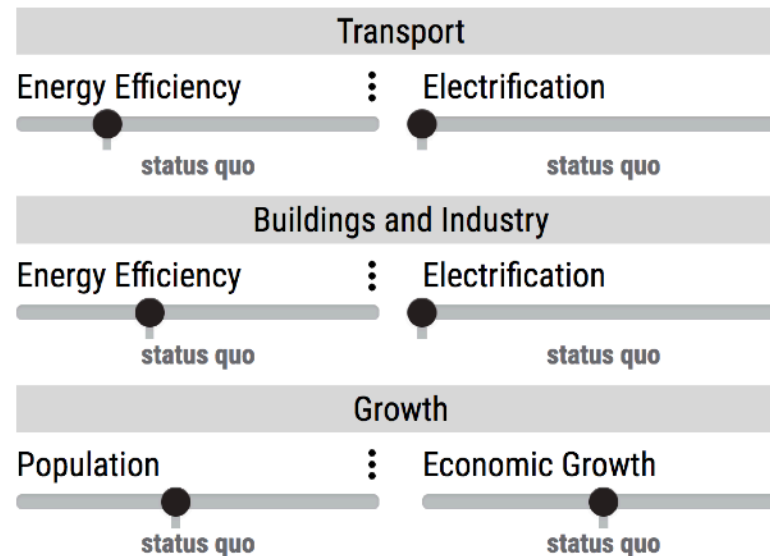 Transport
Energy Efficiency
Electrification
status quo
status quo
Buildings and Industry
Energy Efficiency
Electrification
status quo
status quo
Growth
Population
Economic Growth
status quo
status quo